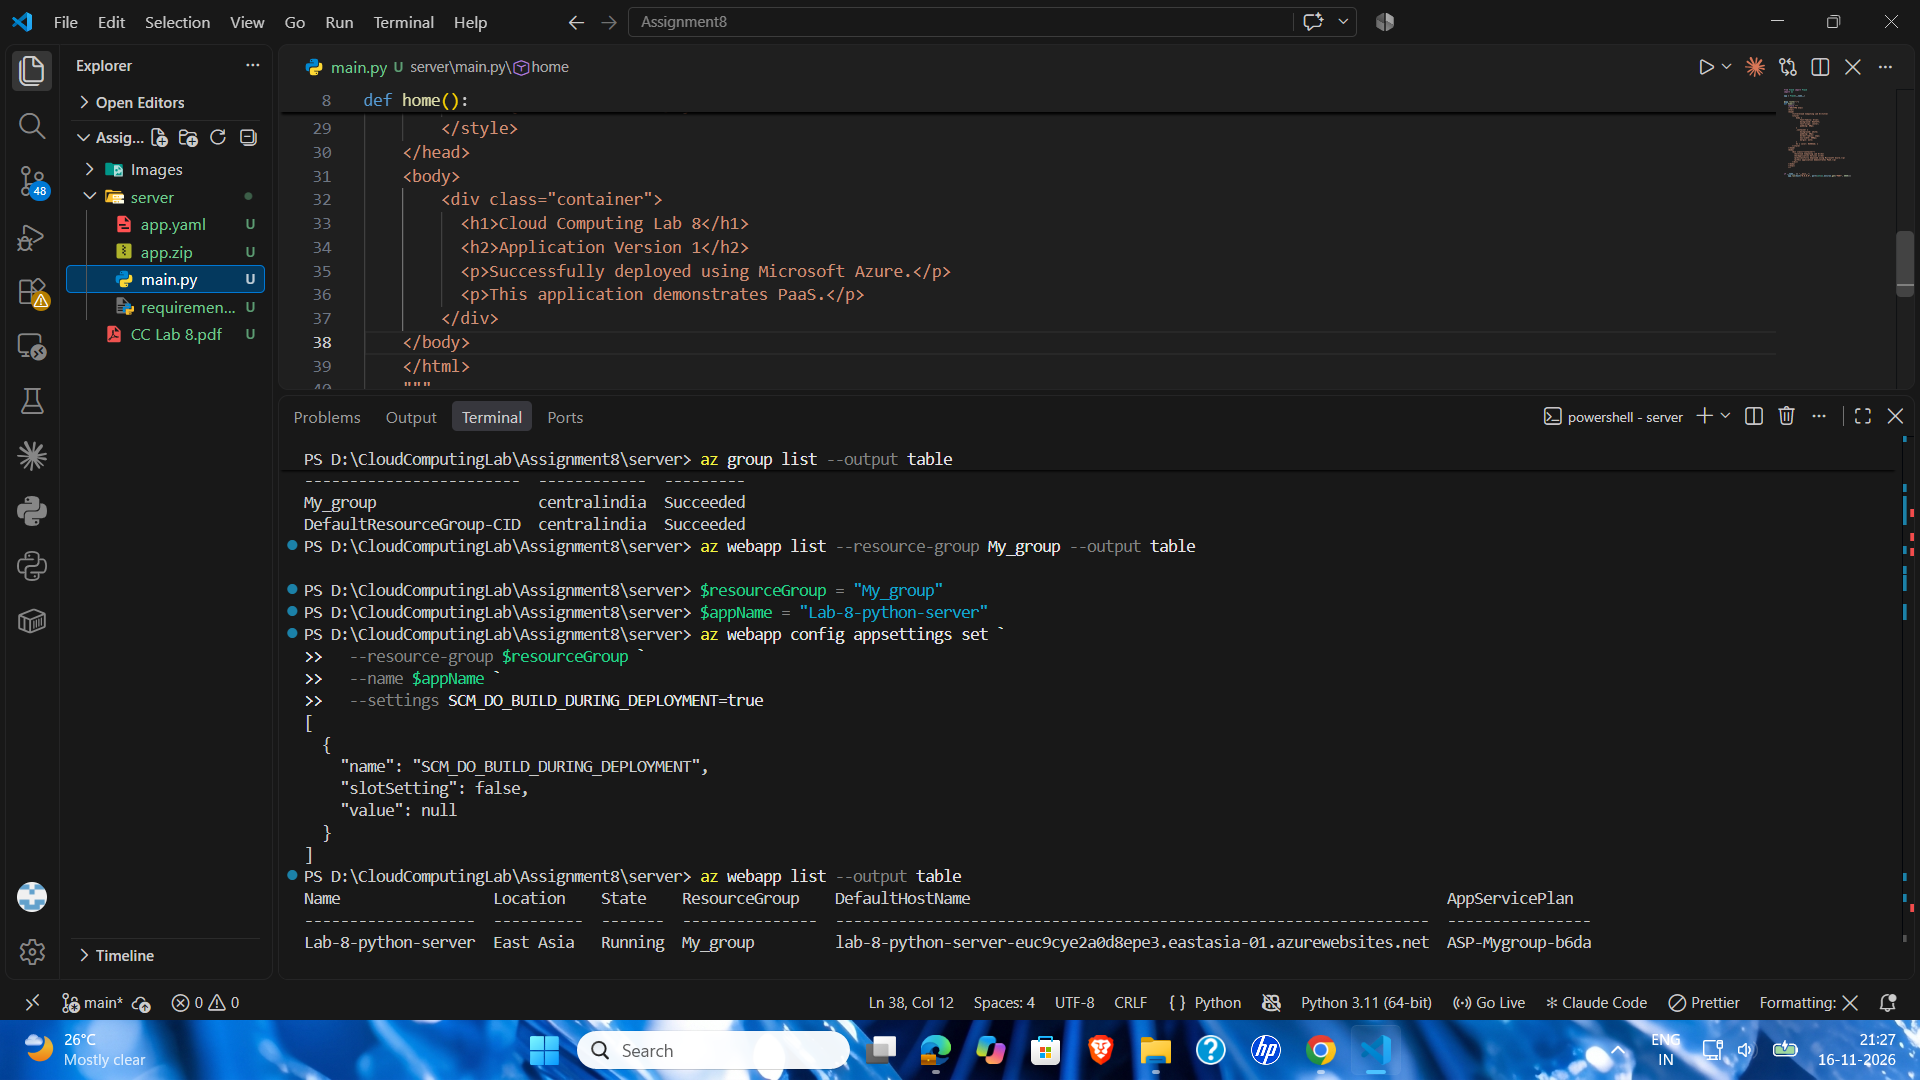 File Edit Selection View Go Run Terminal Help
Assignment8
Explorer
Open Editors
Assig...
Images
server
app.yaml U
app.zip U
main.py U
requiremen... U
CC Lab 8.pdf U
48
Timeline
main.py U server\main.py\home
8 def home():
29 </style>
30 </head>
31 <body>
32 <div class="container">
33 <h1>Cloud Computing Lab 8</h1>
34 <h2>Application Version 1</h2>
35 <p>Successfully deployed using Microsoft Azure.</p>
36 <p>This application demonstrates PaaS.</p>
37 </div>
38 </body>
39 </html>
40 """
Problems Output Terminal Ports
powershell - server
PS D:\CloudComputingLab\Assignment8\server> az group list --output table
------------------------ ------------ ---------
My_group centralindia Succeeded
DefaultResourceGroup-CID centralindia Succeeded
PS D:\CloudComputingLab\Assignment8\server> az webapp list --resource-group My_group --output table
PS D:\CloudComputingLab\Assignment8\server> $resourceGroup = "My_group"
PS D:\CloudComputingLab\Assignment8\server> $appName = "Lab-8-python-server"
PS D:\CloudComputingLab\Assignment8\server> az webapp config appsettings set `
>> --resource-group $resourceGroup `
>> --name $appName `
>> --settings SCM_DO_BUILD_DURING_DEPLOYMENT=true
[
{
"name": "SCM_DO_BUILD_DURING_DEPLOYMENT",
"slotSetting": false,
"value": null
}
]
PS D:\CloudComputingLab\Assignment8\server> az webapp list --output table
Name Location State ResourceGroup DefaultHostName AppServicePlan
------------------- ---------- ------- --------------- ------------------------------------------------------------------ ----------------
Lab-8-python-server East Asia Running My_group lab-8-python-server-euc9cye2a0d8epe3.eastasia-01.azurewebsites.net ASP-Mygroup-b6da
main* 0 0 Ln 38, Col 12 Spaces: 4 UTF-8 CRLF { } Python Python 3.11 (64-bit) Go Live Claude Code Prettier Formatting:
26°C
Mostly clear
Search
hp
ENG
IN
21:27
16-11-2026